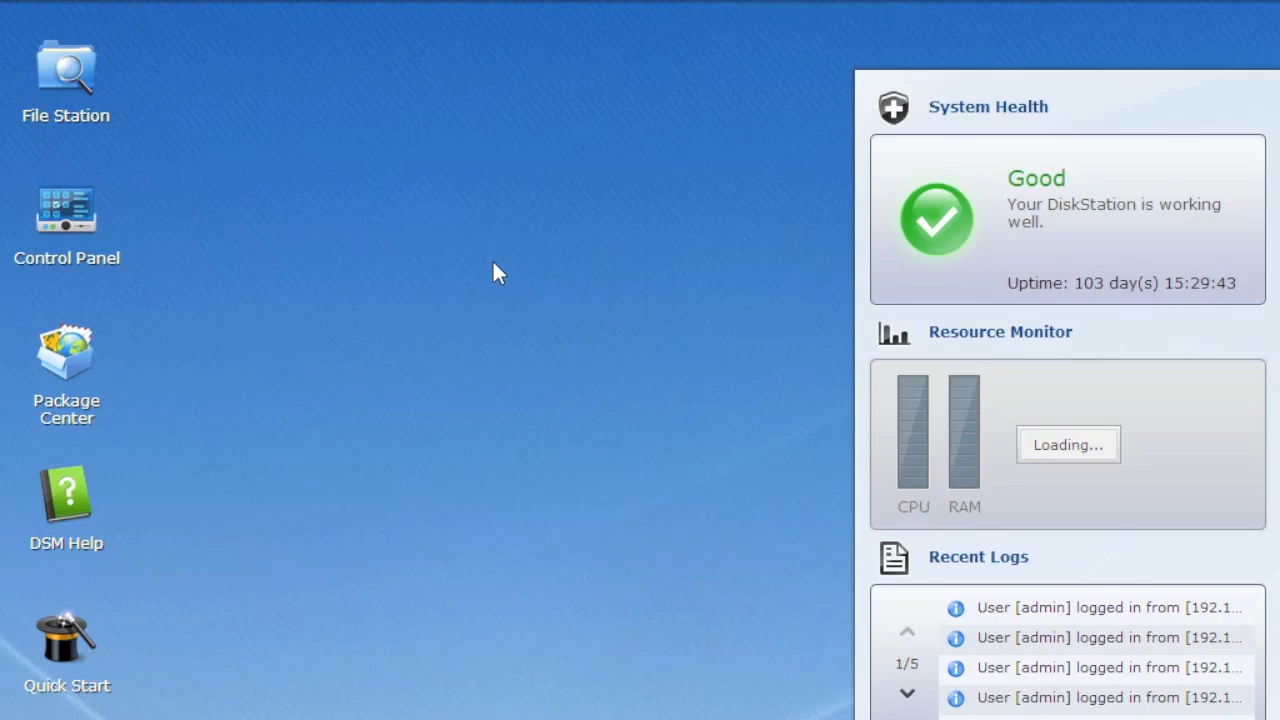 File Station
Control Panel
Package
Center
DSM Help
Quick Start
System Health
Good
Your DiskStation is working
well.
Uptime: 103 day(s) 15:29:43
Resource Monitor
Loading...
CPU RAM
Recent Logs
User [admin] logged in from [192.1...
User [admin] logged in from [192.1...
1/5
User [admin] logged in from [192.1...
User [admin] logged in from [192.1...